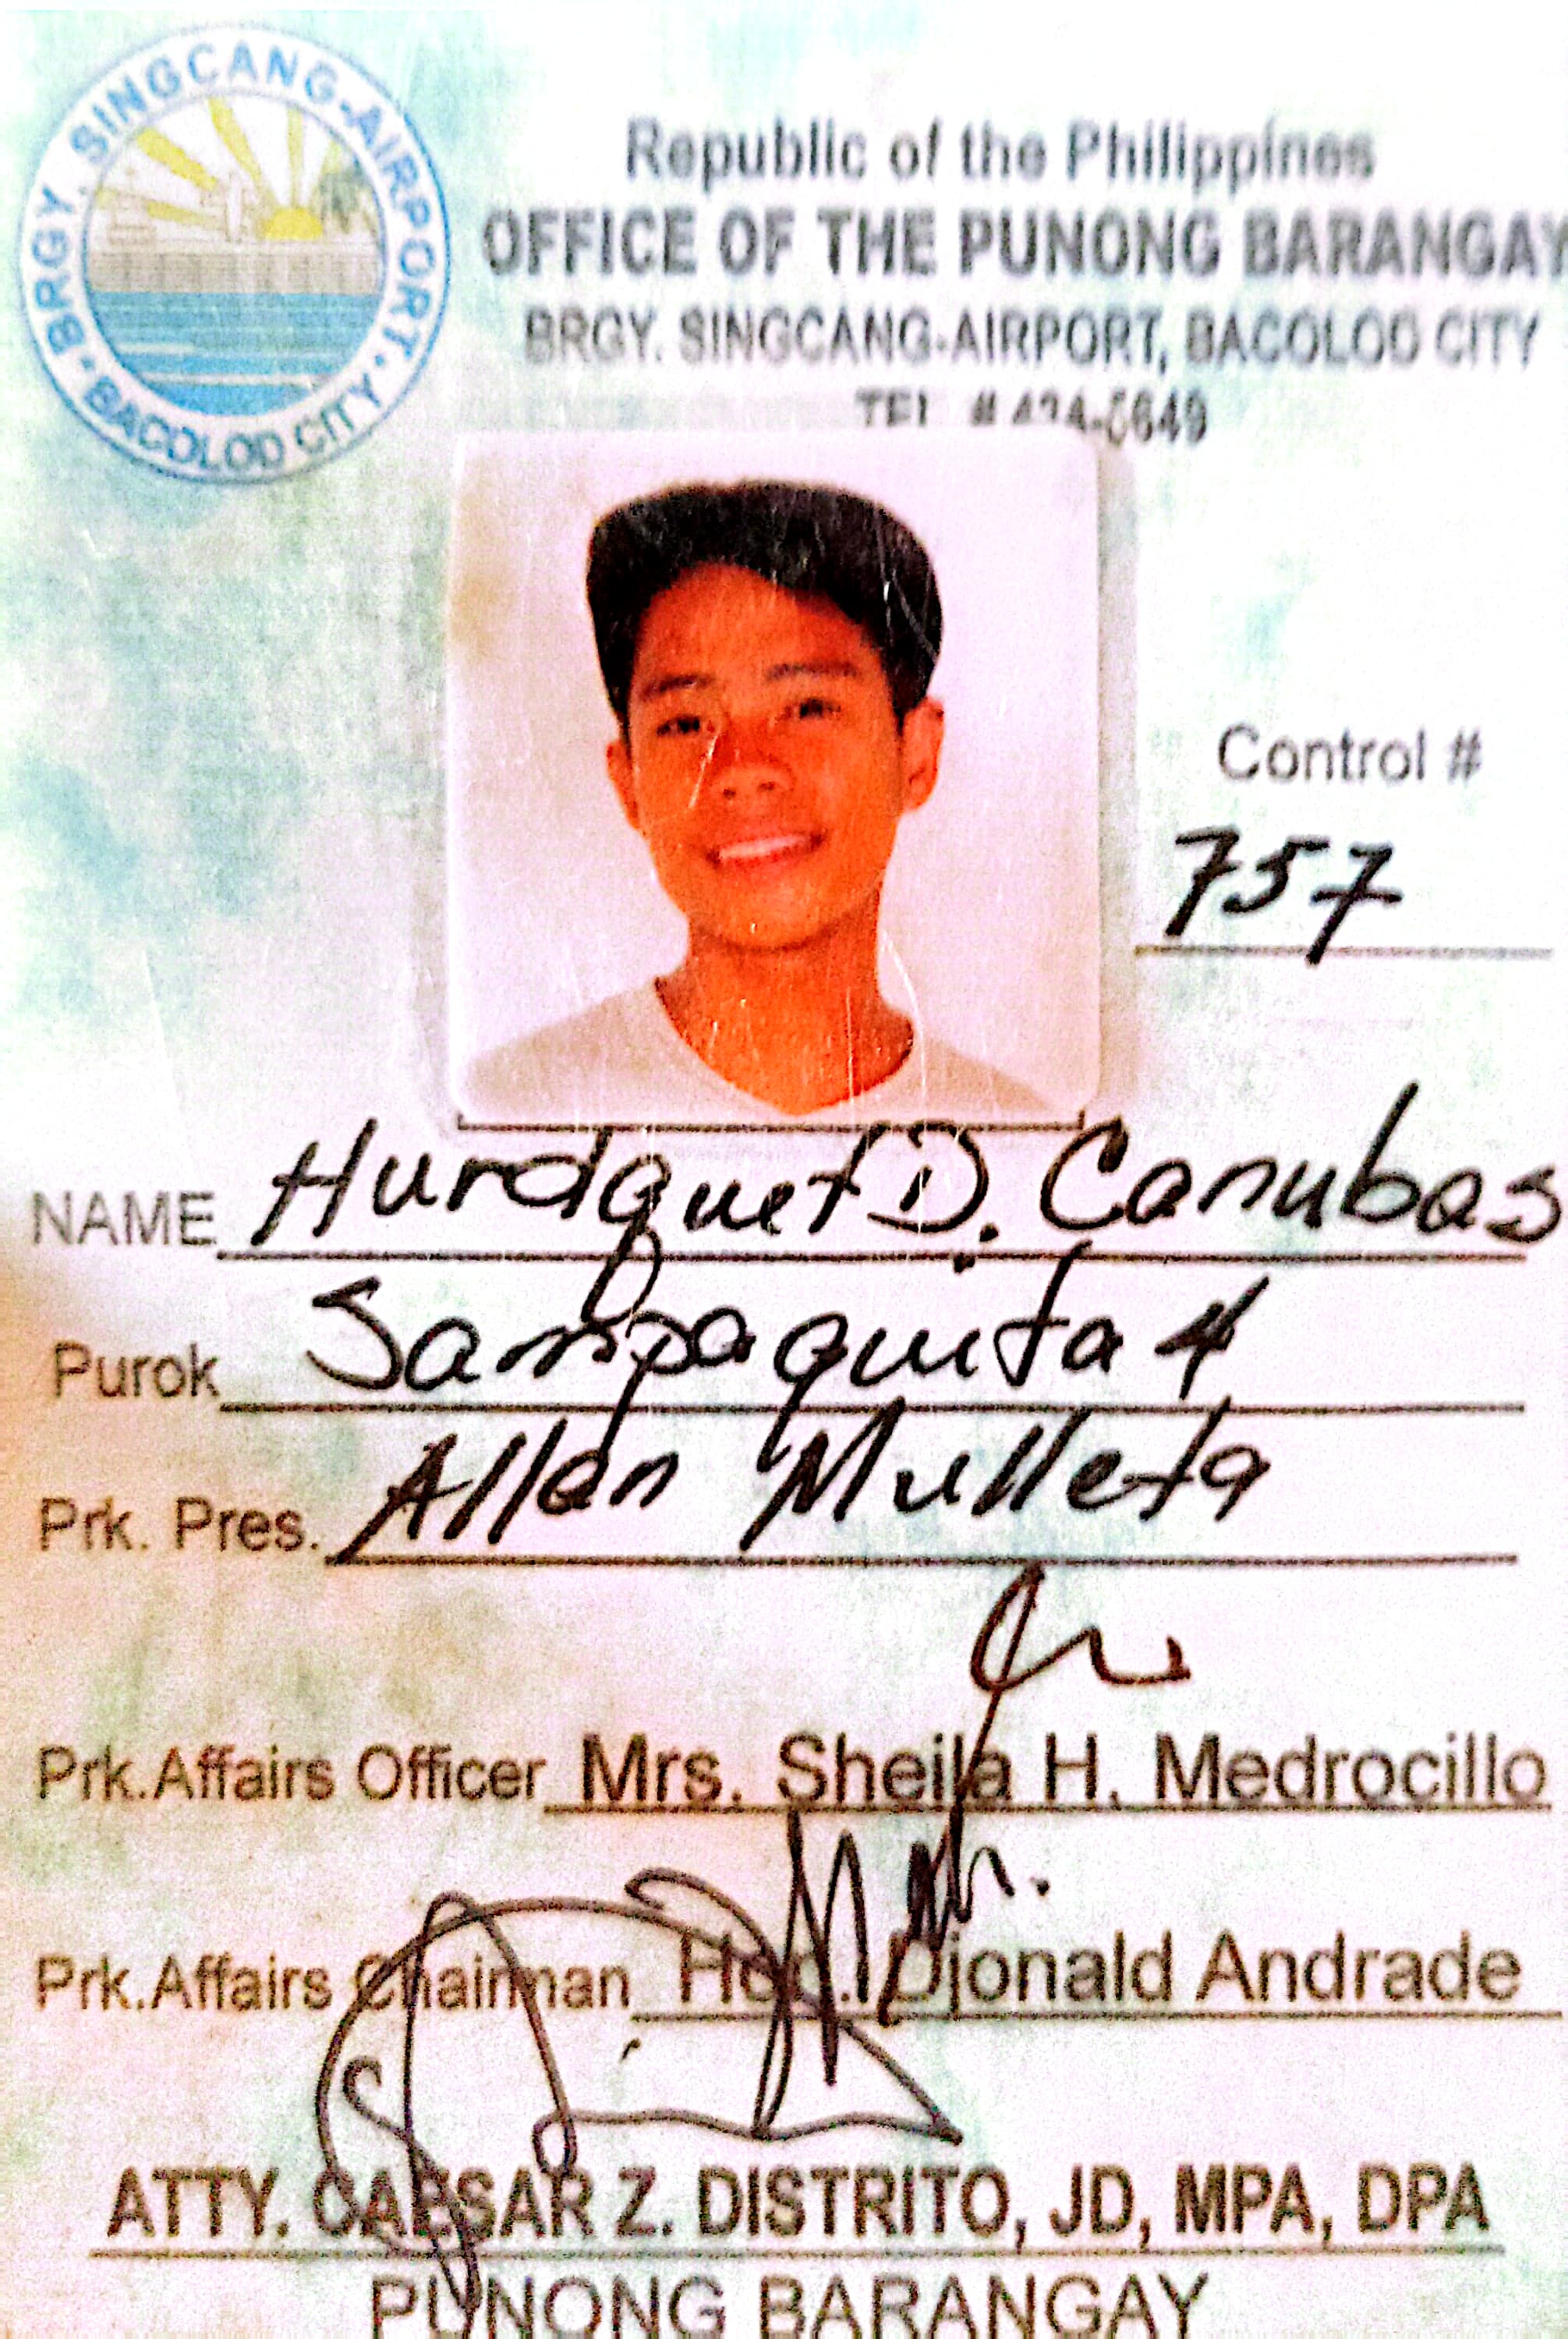 BRGY. SINGCANG-AIRPORT, BACOLOD CITY
Republic of the Philippines
OFFICE OF THE PUNONG BARANGAY
BRGY. SINGCANG-AIRPORT, BACOLOD CITY
TEL #
Control #
757
NAME Hurdquet D. Canubas
Purok Sampaquita 4
Prk. Pres. Allan Mulleta
Prk.Affairs Officer Mrs. Sheila H. Medrocillo
Prk.Affairs Chairman Hon. Djonald Andrade
ATTY. CAESAR Z. DISTRITO, JD, MPA, DPA
PUNONG BARANGAY